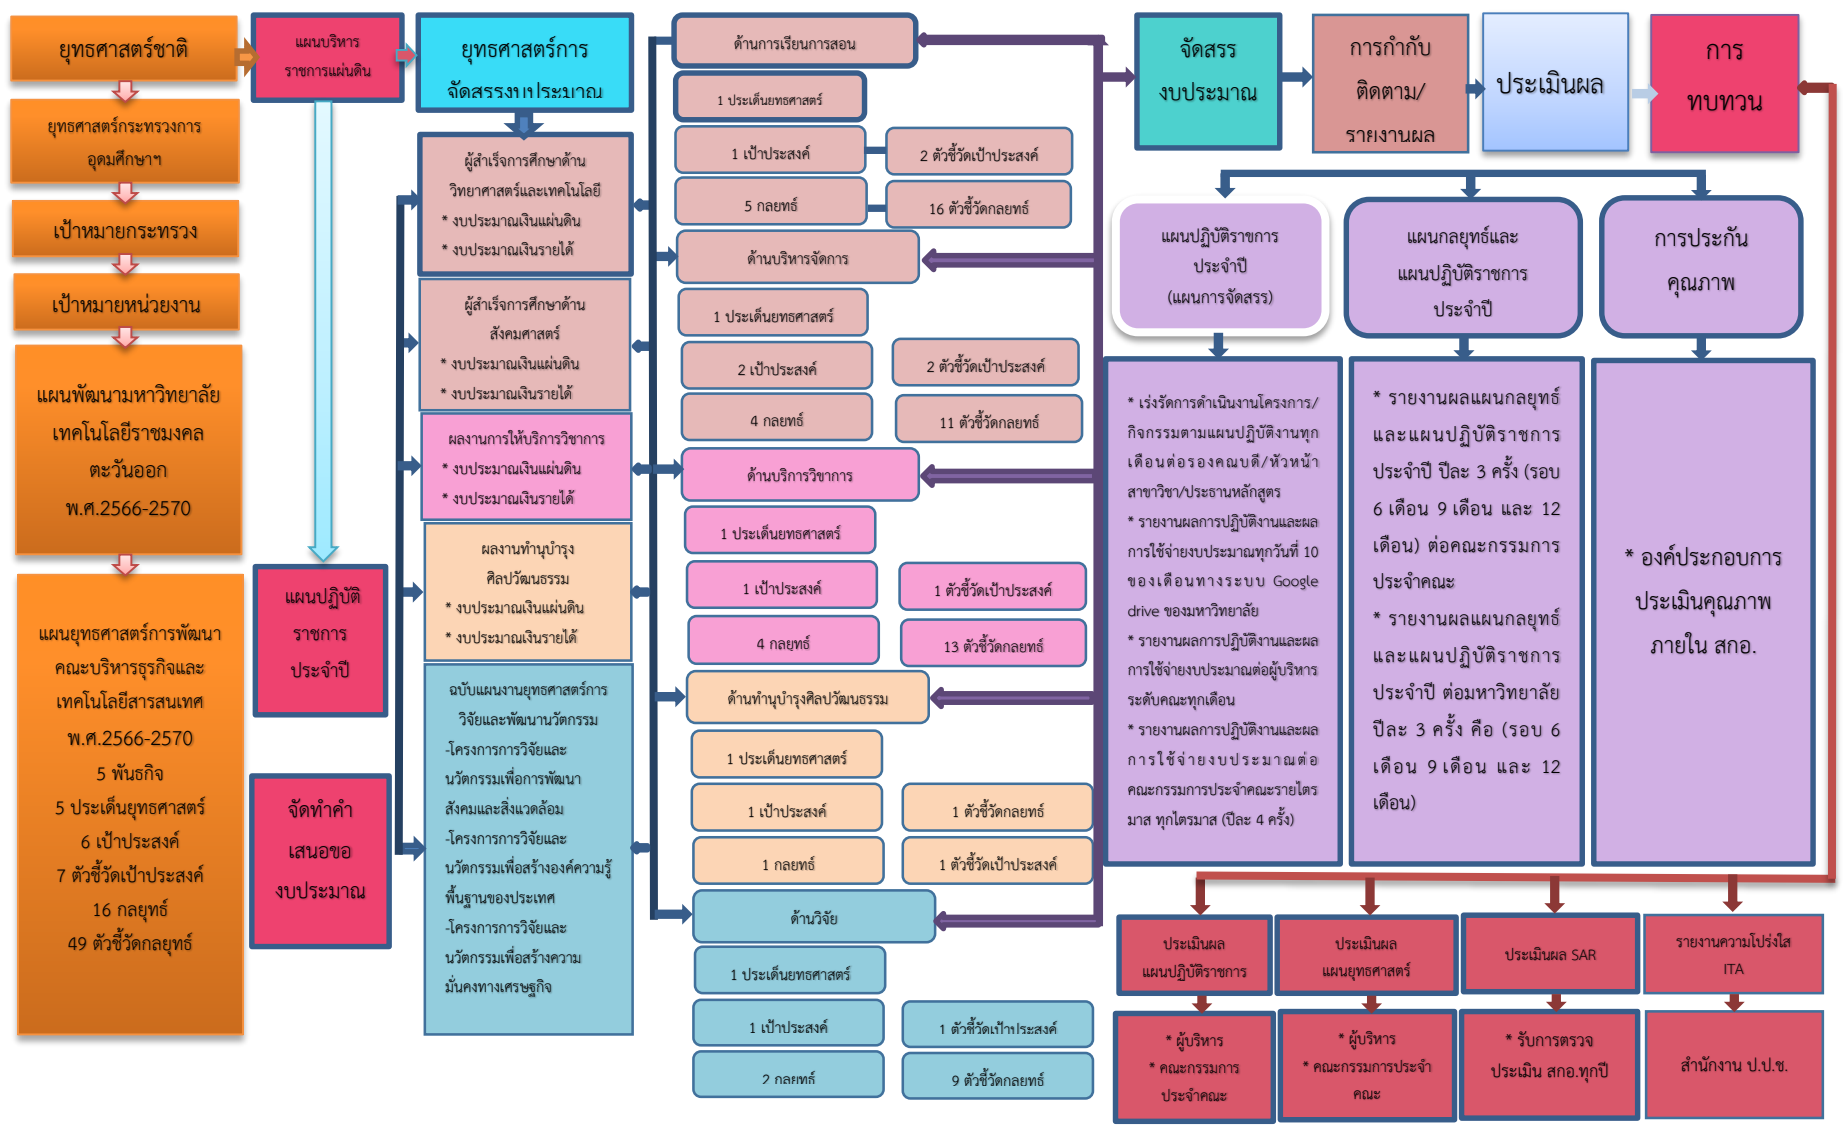 ยุทธศาสตร์ชาติ
ยุทธศาสตร์กระทรวงการ
อุดมศึกษาฯ
เป้าหมายกระทรวง
เป้าหมายหน่วยงาน
แผนพัฒนามหาวิทยาลัย
เทคโนโลยีราชมงคล
ตะวันออก
พ.ศ.2566-2570
แผนยุทธศาสตร์การพัฒนา
คณะบริหารธุรกิจและ
เทคโนโลยีสารสนเทศ
พ.ศ.2566-2570
5 พันธกิจ
5 ประเด็นยุทธศาสตร์
6 เป้าประสงค์
7 ตัวชี้วัดเป้าประสงค์
16 กลยุทธ์
49 ตัวชี้วัดกลยุทธ์
แผนบริหาร
ราชการแผ่นดิน
แผนปฏิบัติ
ราชการ
ประจำปี
จัดทำคำ
เสนอขอ
งบประมาณ
ยุทธศาสตร์การ
จัดสรรงบประมาณ
ผู้สำเร็จการศึกษาด้าน
วิทยาศาสตร์และเทคโนโลยี
* งบประมาณเงินแผ่นดิน
* งบประมาณเงินรายได้
ผู้สำเร็จการศึกษาด้าน
สังคมศาสตร์
* งบประมาณเงินแผ่นดิน
* งบประมาณเงินรายได้
ผลงานการให้บริการวิชาการ
* งบประมาณเงินแผ่นดิน
* งบประมาณเงินรายได้
ผลงานทำนุบำรุง
ศิลปวัฒนธรรม
* งบประมาณเงินแผ่นดิน
* งบประมาณเงินรายได้
ฉบับแผนงานยุทธศาสตร์การ
วิจัยและพัฒนานวัตกรรม
-โครงการการวิจัยและ
นวัตกรรมเพื่อการพัฒนา
สังคมและสิ่งแวดล้อม
-โครงการการวิจัยและ
นวัตกรรมเพื่อสร้างองค์ความรู้
พื้นฐานของประเทศ
-โครงการการวิจัยและ
นวัตกรรมเพื่อสร้างความ
มั่นคงทางเศรษฐกิจ
ด้านการเรียนการสอน
1 ประเด็นยุทธศาสตร์
1 เป้าประสงค์
2 ตัวชี้วัดเป้าประสงค์
5 กลยุทธ์
16 ตัวชี้วัดกลยุทธ์
ด้านบริหารจัดการ
1 ประเด็นยุทธศาสตร์
2 เป้าประสงค์
2 ตัวชี้วัดเป้าประสงค์
4 กลยุทธ์
11 ตัวชี้วัดกลยุทธ์
ด้านบริการวิชาการ
1 ประเด็นยุทธศาสตร์
1 เป้าประสงค์
1 ตัวชี้วัดเป้าประสงค์
4 กลยุทธ์
13 ตัวชี้วัดกลยุทธ์
ด้านทำนุบำรุงศิลปวัฒนธรรม
1 ประเด็นยุทธศาสตร์
1 เป้าประสงค์
1 ตัวชี้วัดกลยุทธ์
1 กลยุทธ์
1 ตัวชี้วัดเป้าประสงค์
ด้านวิจัย
1 ประเด็นยุทธศาสตร์
1 เป้าประสงค์
1 ตัวชี้วัดเป้าประสงค์
2 กลยุทธ์
9 ตัวชี้วัดกลยุทธ์
จัดสรร
งบประมาณ
การกำกับ
ติดตาม/
รายงานผล
ประเมินผล
การ
ทบทวน
แผนปฏิบัติราชการ
ประจำปี
(แผนการจัดสรร)
แผนกลยุทธ์และ
แผนปฏิบัติราชการ
ประจำปี
การประกัน
คุณภาพ
* เร่งรัดการดำเนินงานโครงการ/
กิจกรรมตามแผนปฏิบัติงานทุก
เดือนต่อรองคณบดี/หัวหน้า
สาขาวิชา/ประธานหลักสูตร
* รายงานผลการปฏิบัติงานและผล
การใช้จ่ายงบประมาณทุกวันที่ 10
ของเดือนทางระบบ Google
drive ของมหาวิทยาลัย
* รายงานผลการปฏิบัติงานและผล
การใช้จ่ายงบประมาณต่อผู้บริหาร
ระดับคณะทุกเดือน
* รายงานผลการปฏิบัติงานและผล
การใช้จ่ายงบประมาณต่อ
คณะกรรมการประจำคณะรายไตร
มาส ทุกไตรมาส (ปีละ 4 ครั้ง)
* รายงานผลแผนกลยุทธ์
และแผนปฏิบัติราชการ
ประจำปี ปีละ 3 ครั้ง (รอบ
6 เดือน 9 เดือน และ 12
เดือน) ต่อคณะกรรมการ
ประจำคณะ
* รายงานผลแผนกลยุทธ์
และแผนปฏิบัติราชการ
ประจำปี ต่อมหาวิทยาลัย
ปีละ 3 ครั้ง คือ (รอบ 6
เดือน 9 เดือน และ 12
เดือน)
* องค์ประกอบการ
ประเมินคุณภาพ
ภายใน สกอ.
ประเมินผล
แผนปฏิบัติราชการ
ประเมินผล
แผนยุทธศาสตร์
ประเมินผล SAR
รายงานความโปร่งใส
ITA
* ผู้บริหาร
* คณะกรรมการ
ประจำคณะ
* ผู้บริหาร
* คณะกรรมการประจำ
คณะ
* รับการตรวจ
ประเมิน สกอ.ทุกปี
สำนักงาน ป.ป.ช.